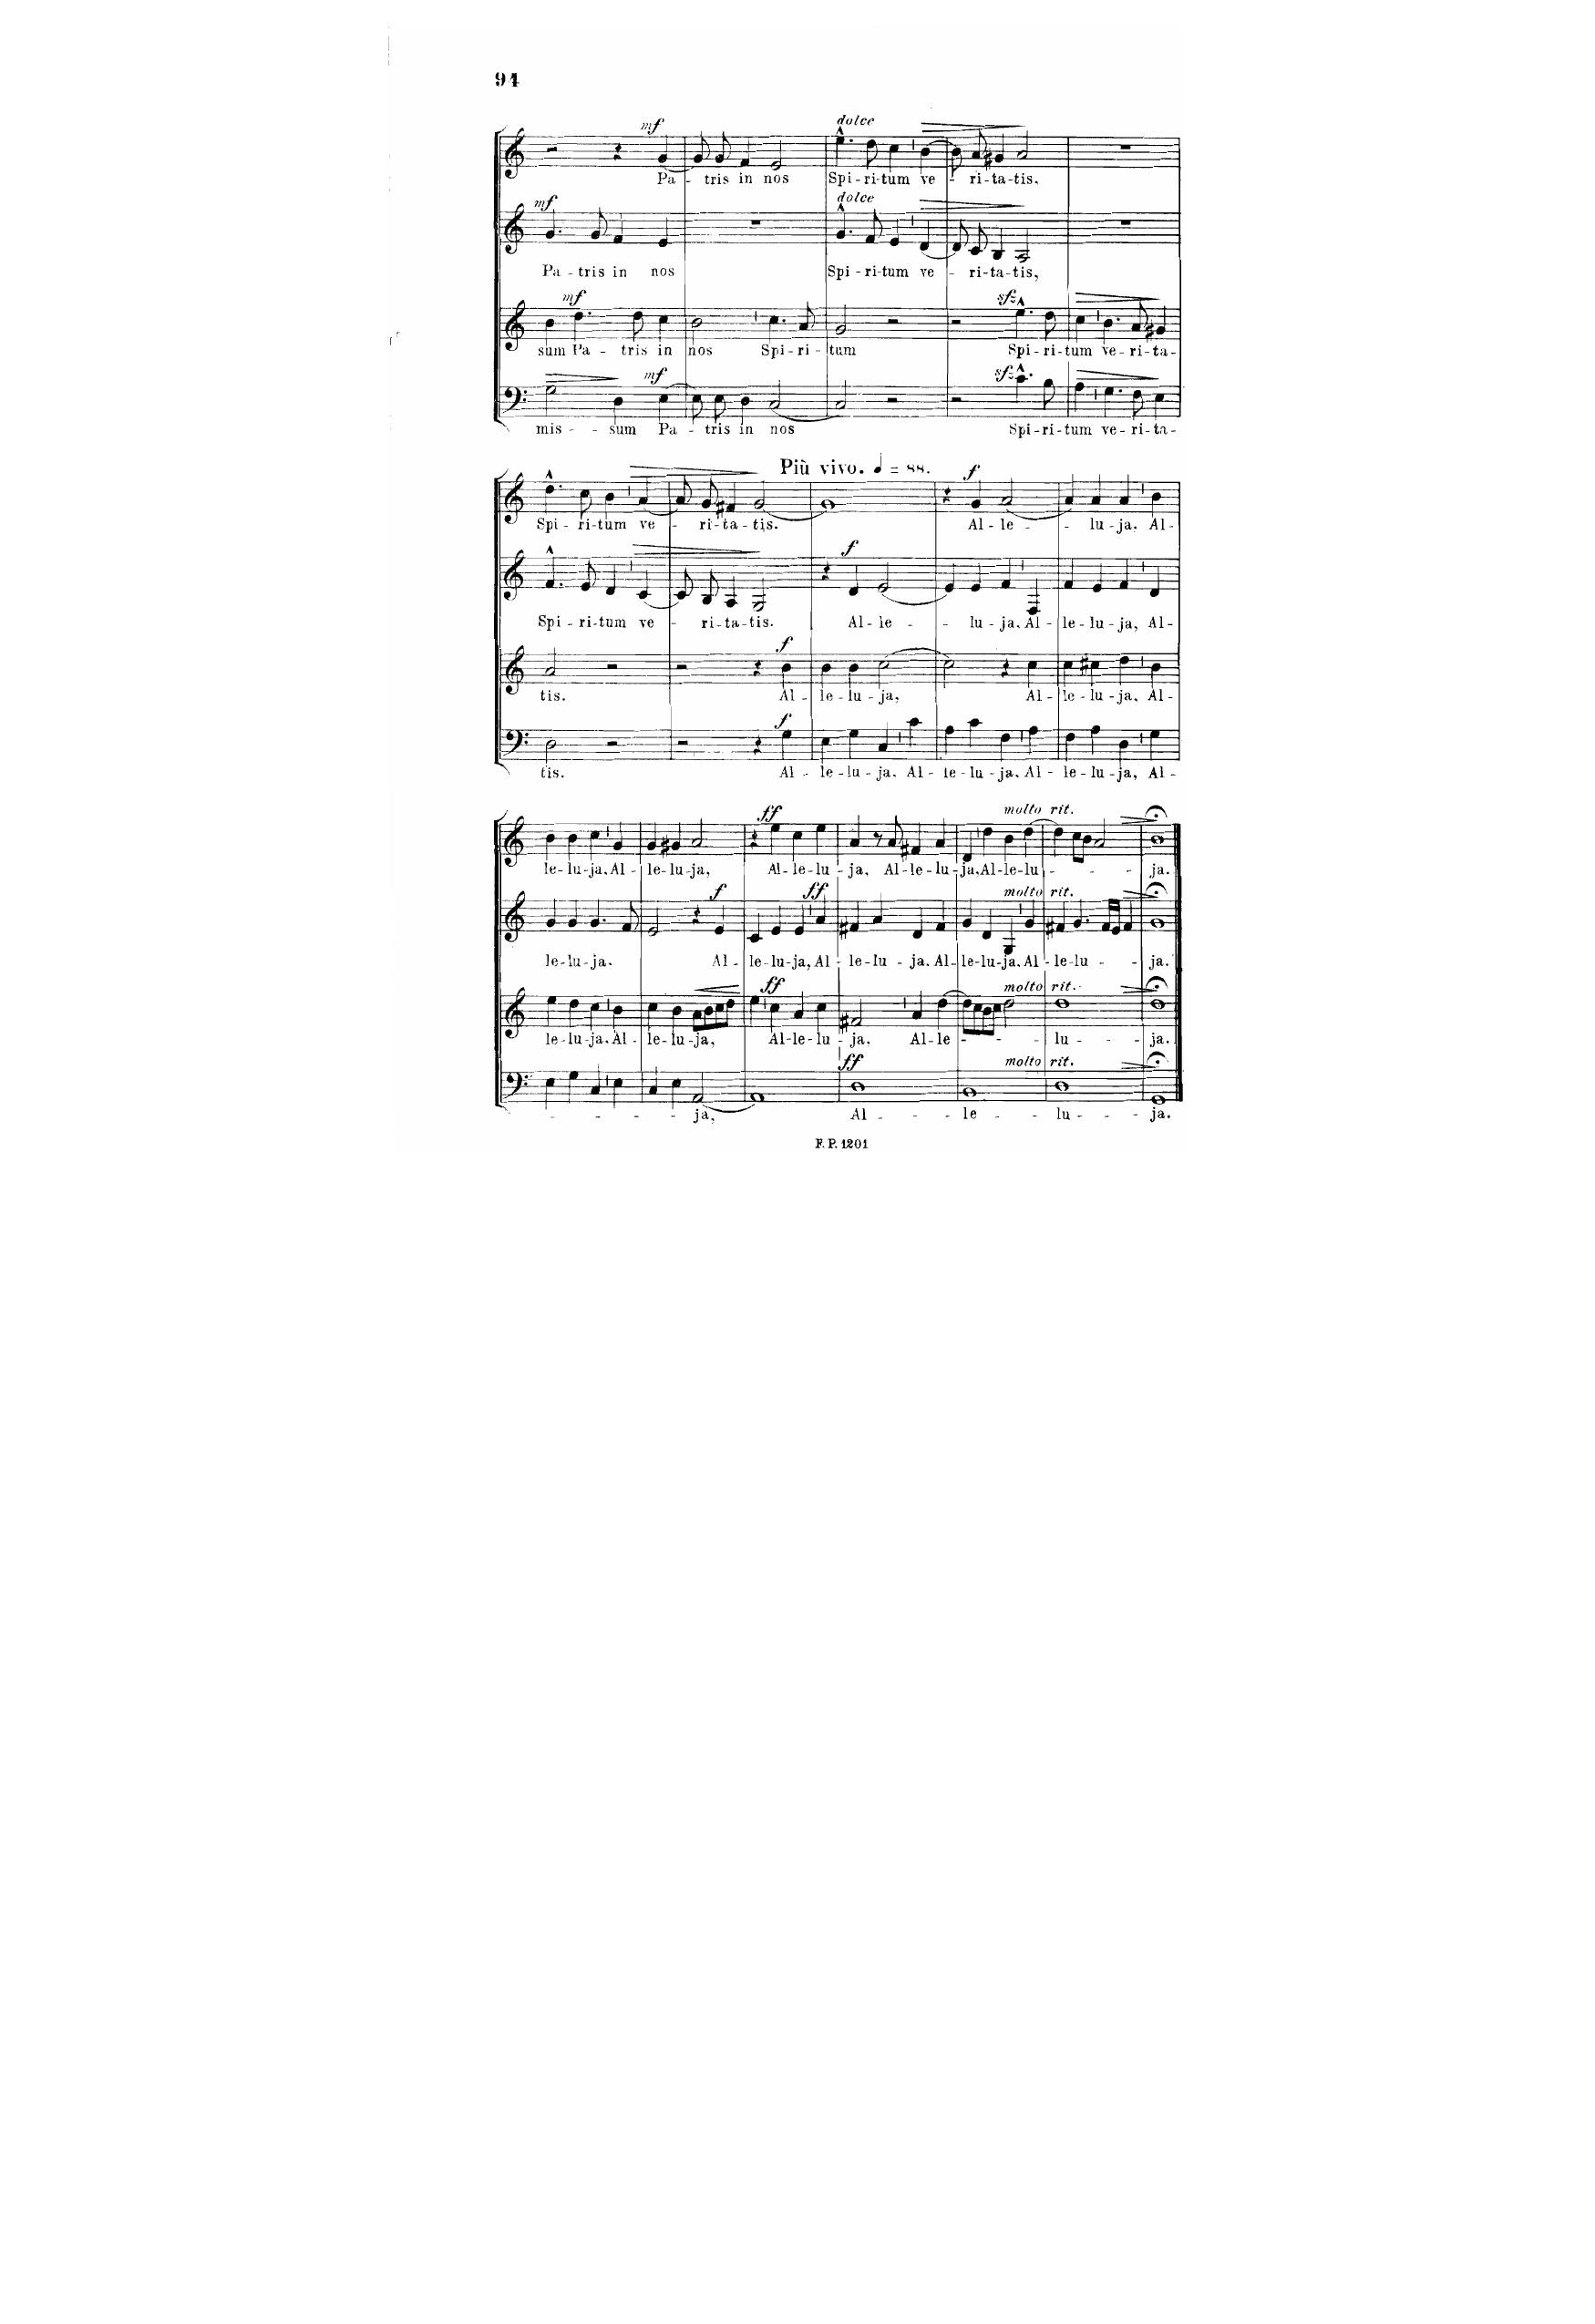 94
mf
Pa - tris in nos
dolce
Spi - ri - tum ve - ri - ta - tis.
mf
Pa - tris in nos
dolce
Spi - ri - tum ve - ri - ta - tis,
mf
sf
sum Pa - tris in nos Spi - ri - tum Spi - ri - tum ve - ri - ta -
mf
sf
mis - - sum Pa - tris in nos Spi - ri - tum ve - ri - ta -
Più vivo. ♩ = 88.
f
Spi - ri - tum ve - ri - ta - tis. Al - le - - lu - ja. Al -
f
Spi - ri - tum ve - ri - ta - tis. Al - le - - lu - ja. Al - le - lu - ja, Al -
f
tis. Al - le - lu - ja, Al - le - lu - ja. Al -
f
tis. Al - le - lu - ja. Al - le - lu - ja. Al - le - lu - ja, Al -
ff
molto rit.
le - lu - ja. Al - le - lu - ja, Al - le - lu - ja, Al - le - lu - ja, Al - le - lu - - - ja.
f
ff
molto rit.
le - lu - ja. Al - le - lu - ja, Al - le - lu - ja. Al - le - lu - ja. Al - le - lu - - ja.
ff
molto rit.
le - lu - ja. Al - le - lu - ja, Al - le - lu - ja, Al - le - - - lu - - - ja.
ff
molto rit.
- - - - ja, Al - - - le - - lu - - - ja.
F. P. 1201